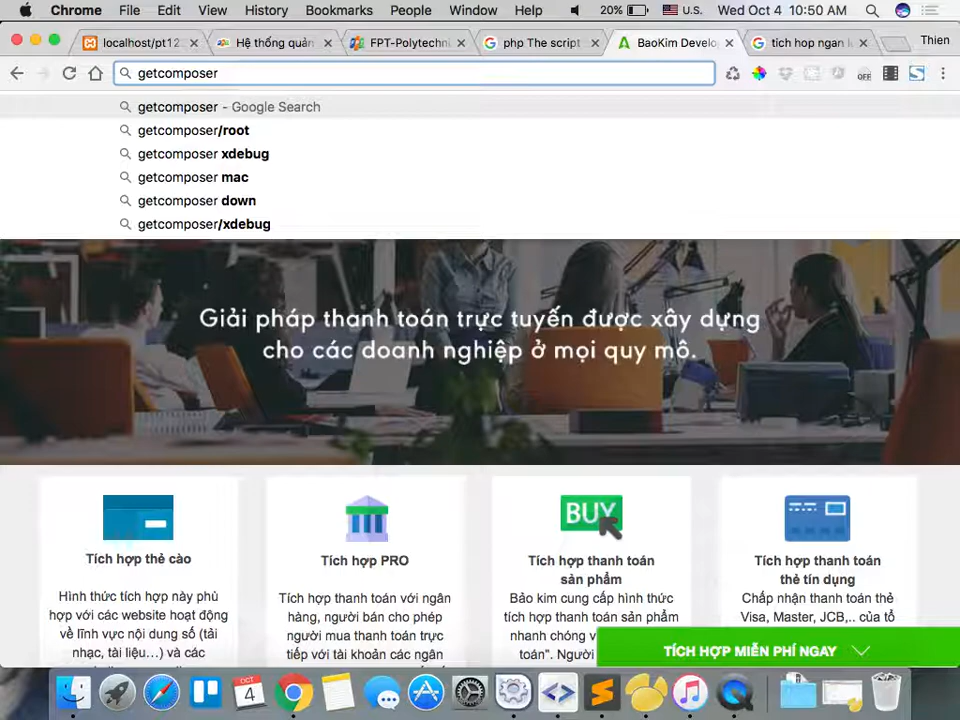 Chrome File Edit View History Bookmarks People Window Help 20% U.S. Wed Oct 4 10:50 AM
localhost/pt12 Hệ thống quản FPT-Polytechni php The script BaoKim Develo tich hop ngan l Thien
getcomposer OFF
getcomposer - Google Search
getcomposer/root
getcomposer xdebug
getcomposer mac
getcomposer down
getcomposer/xdebug
Giải pháp thanh toán trực tuyến được xây dựng
cho các doanh nghiệp ở mọi quy mô.
BUY
Tích hợp thẻ cào
Hình thức tích hợp này phù
hợp với các website hoạt động
về lĩnh vực nội dung số (tải
nhạc, tài liệu...) và các
Tích hợp PRO
Tích hợp thanh toán với ngân
hàng, người bán cho phép
người mua thanh toán trực
tiếp với tài khoản các ngân
Tích hợp thanh toán
sản phẩm
Bảo kim cung cấp hình thức
tích hợp thanh toán sản phẩm
nhanh chóng
toán". Người
Tích hợp thanh toán
thẻ tín dụng
Chấp nhận thanh toán thẻ
Visa, Master, JCB,.. của tổ
TÍCH HỢP MIỄN PHÍ NGAY
OCT
4